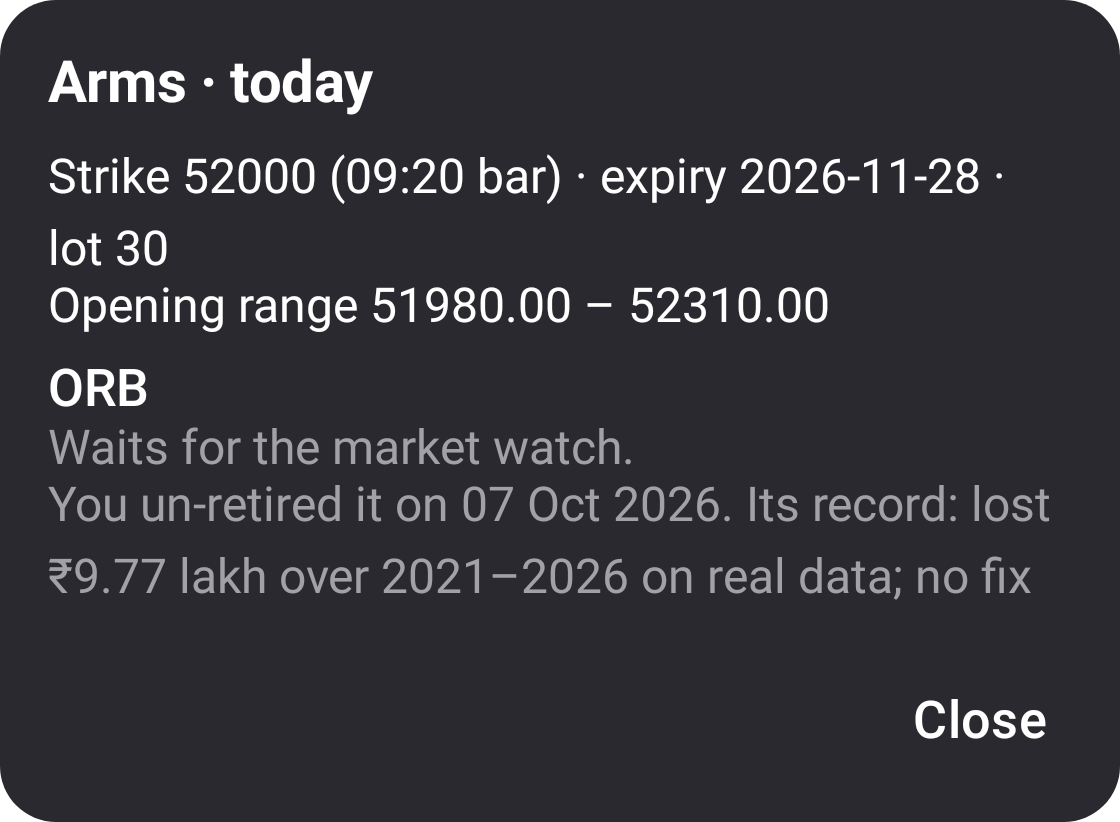 Arms · today
Strike 52000 (09:20 bar) · expiry 2026-11-28 ·
lot 30
Opening range 51980.00 – 52310.00
ORB
Waits for the market watch.
You un-retired it on 07 Oct 2026. Its record: lost
₹9.77 lakh over 2021–2026 on real data; no fix
Close